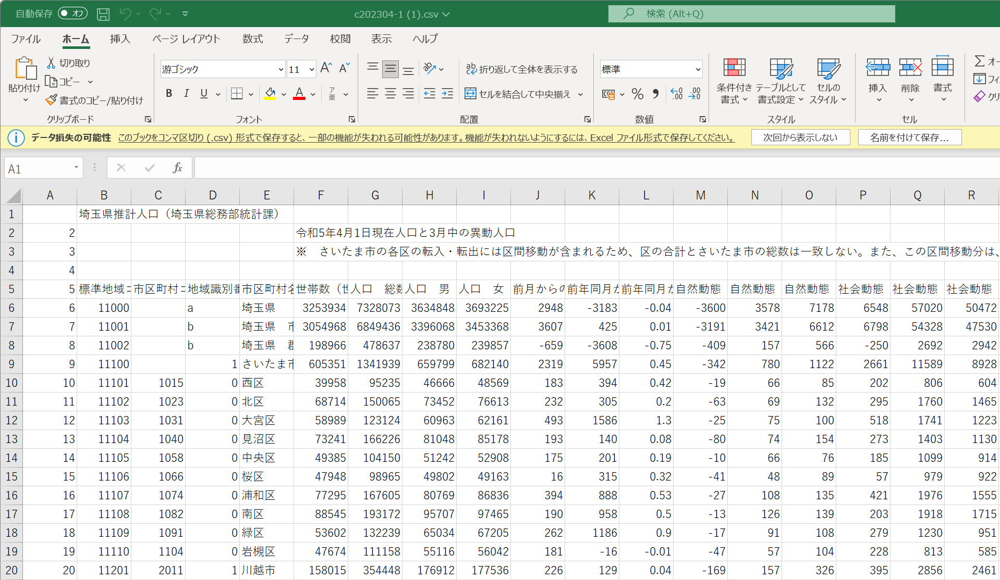 自動保存 オフ c202304-1 (1).csv 検索 (Alt+Q)
ファイル ホーム 挿入 ページ レイアウト 数式 データ 校閲 表示 ヘルプ
貼り付け 切り取り コピー 書式のコピー/貼り付け クリップボード
游ゴシック 11 B I U A ア亜 フォント
ab 折り返して全体を表示する セルを結合して中央揃え 配置
標準 % 数値
条件付き書式 テーブルとして書式設定 セルのスタイル スタイル
挿入 削除 書式 セル
Σ オー フィ クリ
データ損失の可能性 このブックをコンマ区切り (.csv) 形式で保存すると、一部の機能が失われる可能性があります。機能が失われないようにするには、Excel ファイル形式で保存してください。 次回から表示しない 名前を付けて保存...
A1 fx
A B C D E F G H I J K L M N O P Q R
1 埼玉県推計人口（埼玉県総務部統計課）
2 2 令和5年4月1日現在人口と3月中の異動人口
3 3 ※　さいたま市の各区の転入・転出には区間移動が含まれるため、区の合計とさいたま市の総数は一致しない。また、この区間移動分は、
4 4
5 5 標準地域コ 市区町村コ 地域識別番 市区町村名 世帯数（世 人口　総数 人口　男 人口　女 前月からの 前年同月か 前年同月か 自然動態 自然動態 自然動態 社会動態 社会動態 社会動態
6 6 11000 a 埼玉県 3253934 7328073 3634848 3693225 2948 -3183 -0.04 -3600 3578 7178 6548 57020 50472
7 7 11001 b 埼玉県　市 3054968 6849436 3396068 3453368 3607 425 0.01 -3191 3421 6612 6798 54328 47530
8 8 11002 b 埼玉県　郡 198966 478637 238780 239857 -659 -3608 -0.75 -409 157 566 -250 2692 2942
9 9 11100 1 さいたま市 605351 1341939 659799 682140 2319 5957 0.45 -342 780 1122 2661 11589 8928
10 10 11101 1015 0 西区 39958 95235 46666 48569 183 394 0.42 -19 66 85 202 806 604
11 11 11102 1023 0 北区 68714 150065 73452 76613 232 305 0.2 -63 69 132 295 1760 1465
12 12 11103 1031 0 大宮区 58989 123124 60963 62161 493 1586 1.3 -25 75 100 518 1741 1223
13 13 11104 1040 0 見沼区 73241 166226 81048 85178 193 140 0.08 -80 74 154 273 1403 1130
14 14 11105 1058 0 中央区 49385 104150 51242 52908 175 201 0.19 -10 66 76 185 1099 914
15 15 11106 1066 0 桜区 47948 98965 49802 49163 16 315 0.32 -41 48 89 57 979 922
16 16 11107 1074 0 浦和区 77295 167605 80769 86836 394 888 0.53 -27 108 135 421 1976 1555
17 17 11108 1082 0 南区 88545 193172 95707 97465 190 958 0.5 -13 126 139 203 1918 1715
18 18 11109 1091 0 緑区 53602 132239 65034 67205 262 1186 0.9 -17 91 108 279 1230 951
19 19 11110 1104 0 岩槻区 47674 111158 55116 56042 181 -16 -0.01 -47 57 104 228 813 585
20 20 11201 2011 1 川越市 158015 354448 176912 177536 226 129 0.04 -169 157 326 395 2856 2461